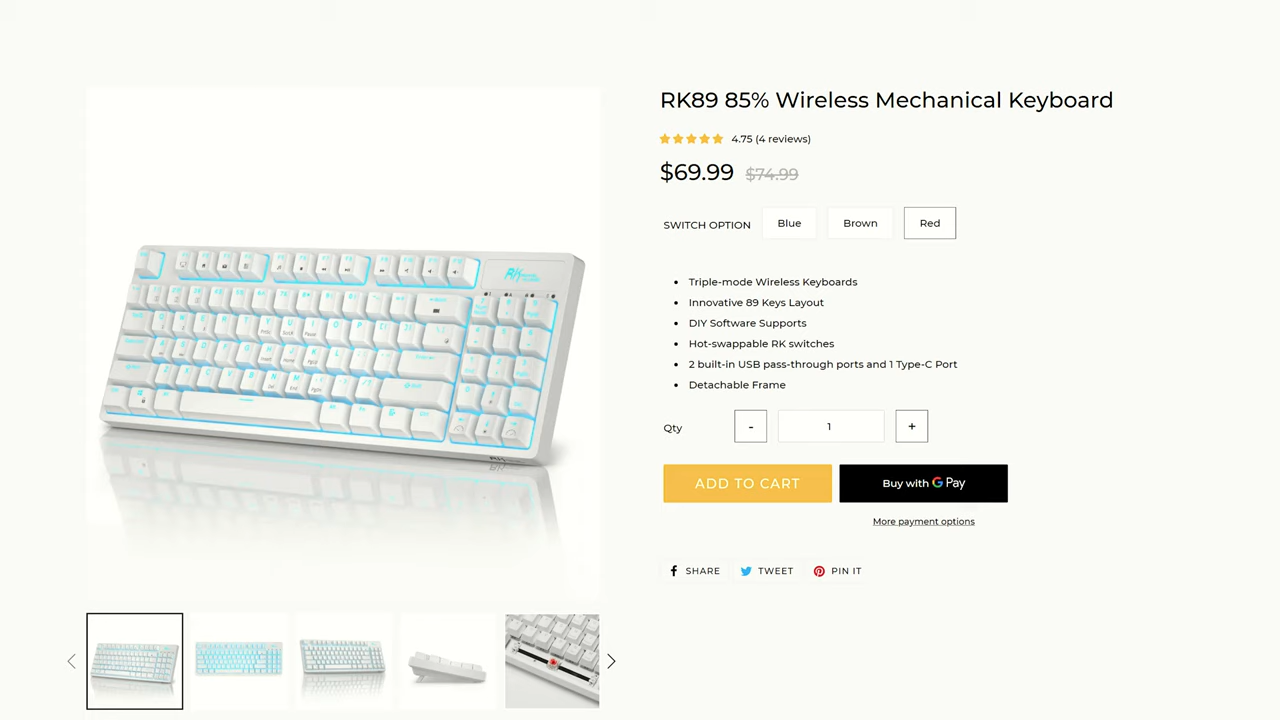 RK89 85% Wireless Mechanical Keyboard
4.75 (4 reviews)
$69.99 $74.99
SWITCH OPTION Blue Brown Red
Triple-mode Wireless Keyboards
Innovative 89 Keys Layout
DIY Software Supports
Hot-swappable RK switches
2 built-in USB pass-through ports and 1 Type-C Port
Detachable Frame
Qty - 1 +
ADD TO CART Buy with G Pay
More payment options
SHARE TWEET PIN IT
RK